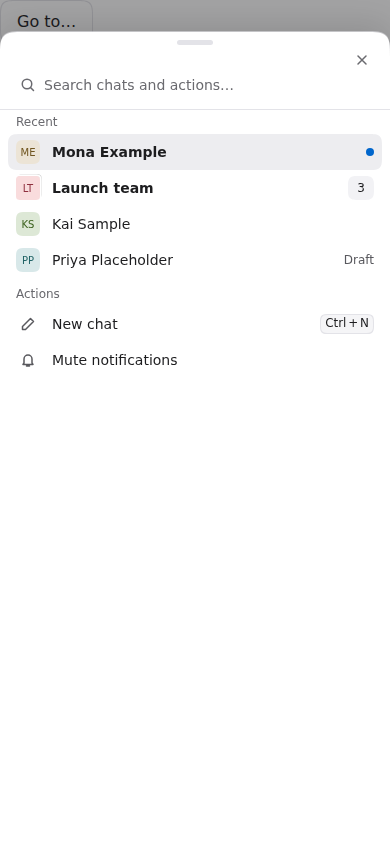 Go to…
Search chats and actions…
Recent
ME Mona Example
LT Launch team 3
KS Kai Sample
PP Priya Placeholder Draft
Actions
New chat Ctrl+N
Mute notifications